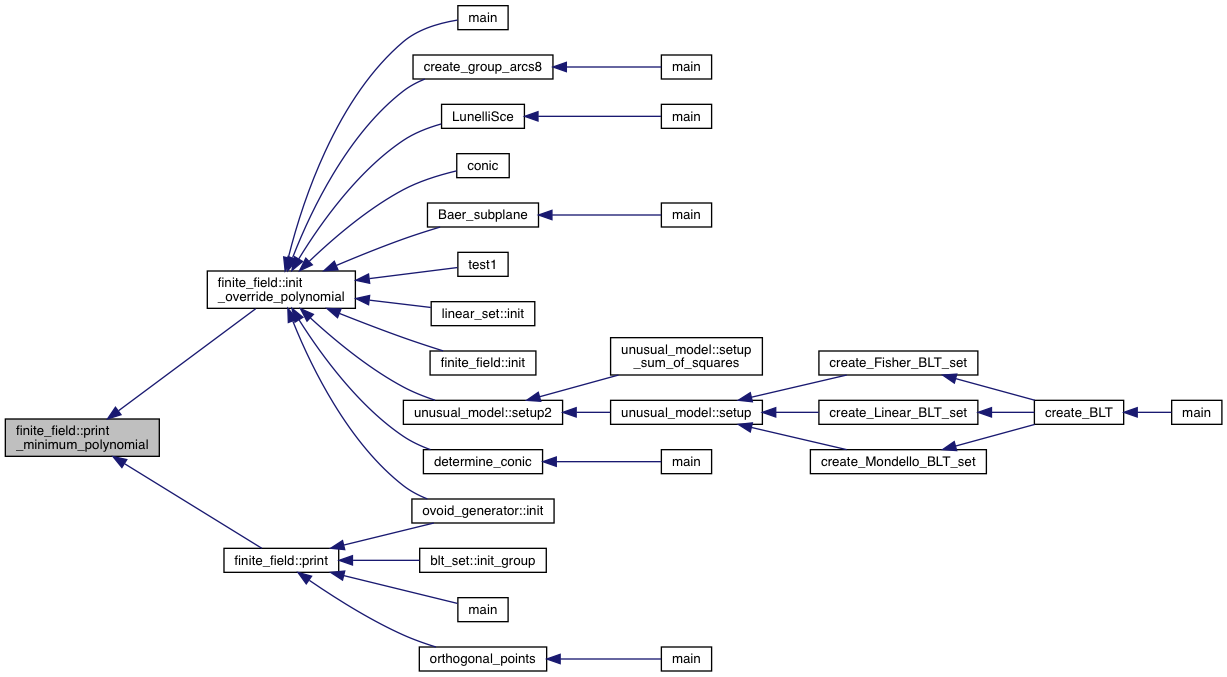 main
create_group_arcs8
main
LunelliSce
main
conic
Baer_subplane
main
test1
finite_field::init
_override_polynomial
linear_set::init
finite_field::init
unusual_model::setup
_sum_of_squares
create_Fisher_BLT_set
unusual_model::setup2
unusual_model::setup
create_Linear_BLT_set
create_BLT
main
finite_field::print
_minimum_polynomial
determine_conic
main
create_Mondello_BLT_set
ovoid_generator::init
finite_field::print
blt_set::init_group
main
orthogonal_points
main